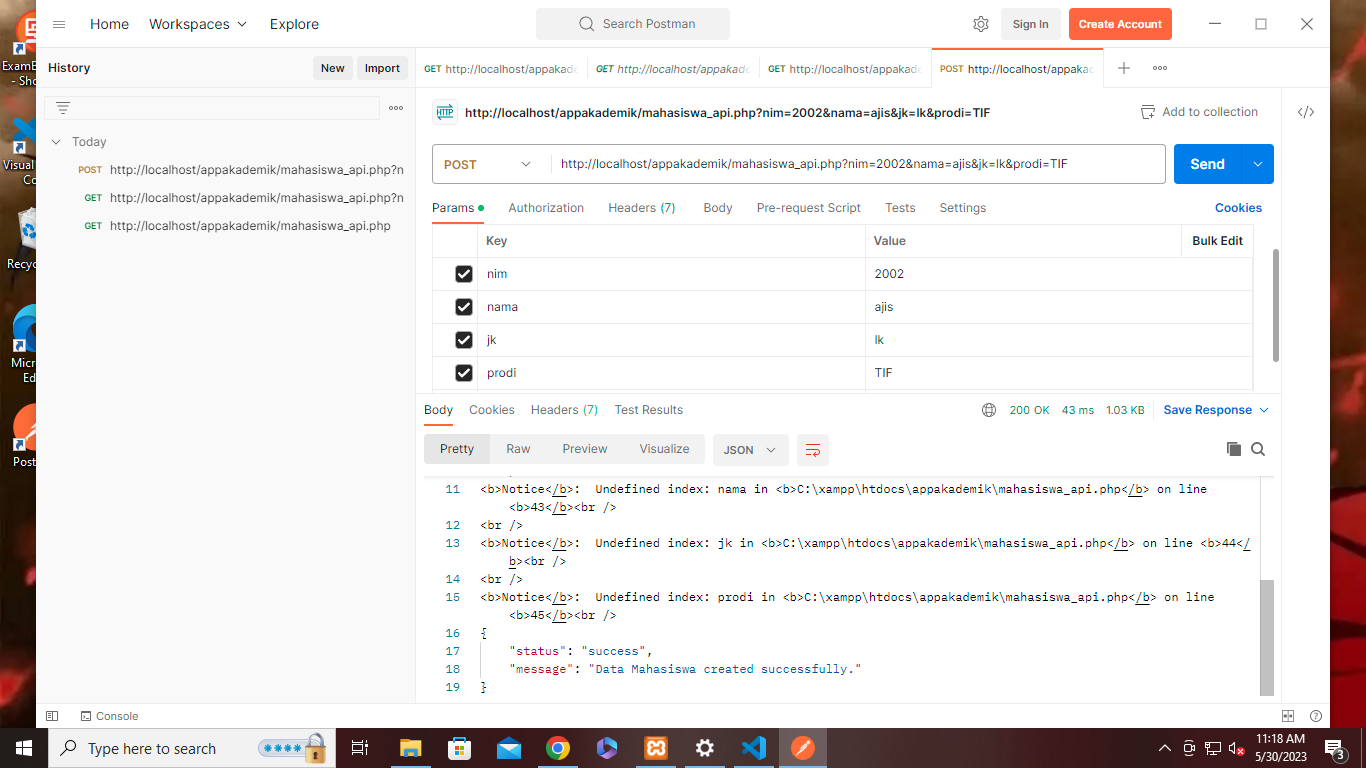 Home Workspaces Explore
Search Postman
Sign In Create Account
ExamB
- Sho
History New Import
GET http://localhost/appakade
GET http://localhost/appakade
GET http://localhost/appakade
POST http://localhost/appakad
HTTP http://localhost/appakademik/mahasiswa_api.php?nim=2002&nama=ajis&jk=lk&prodi=TIF
Add to collection
Today
Visual
Co
POST http://localhost/appakademik/mahasiswa_api.php?n
GET http://localhost/appakademik/mahasiswa_api.php?n
GET http://localhost/appakademik/mahasiswa_api.php
POST http://localhost/appakademik/mahasiswa_api.php?nim=2002&nama=ajis&jk=lk&prodi=TIF Send
Params Authorization Headers (7) Body Pre-request Script Tests Settings Cookies
Key Value Bulk Edit
Recyc
nim 2002
nama ajis
jk lk
prodi TIF
Micr
Ed
Post
Body Cookies Headers (7) Test Results 200 OK 43 ms 1.03 KB Save Response
Pretty Raw Preview Visualize JSON
11 <b>Notice</b>:  Undefined index: nama in <b>C:\xampp\htdocs\appakademik\mahasiswa_api.php</b> on line
<b>43</b><br />
12 <br />
13 <b>Notice</b>:  Undefined index: jk in <b>C:\xampp\htdocs\appakademik\mahasiswa_api.php</b> on line <b>44</
b><br />
14 <br />
15 <b>Notice</b>:  Undefined index: prodi in <b>C:\xampp\htdocs\appakademik\mahasiswa_api.php</b> on line
<b>45</b><br />
16 {
17 "status": "success",
18 "message": "Data Mahasiswa created successfully."
19 }
Console
Type here to search
11:18 AM
5/30/2023
3